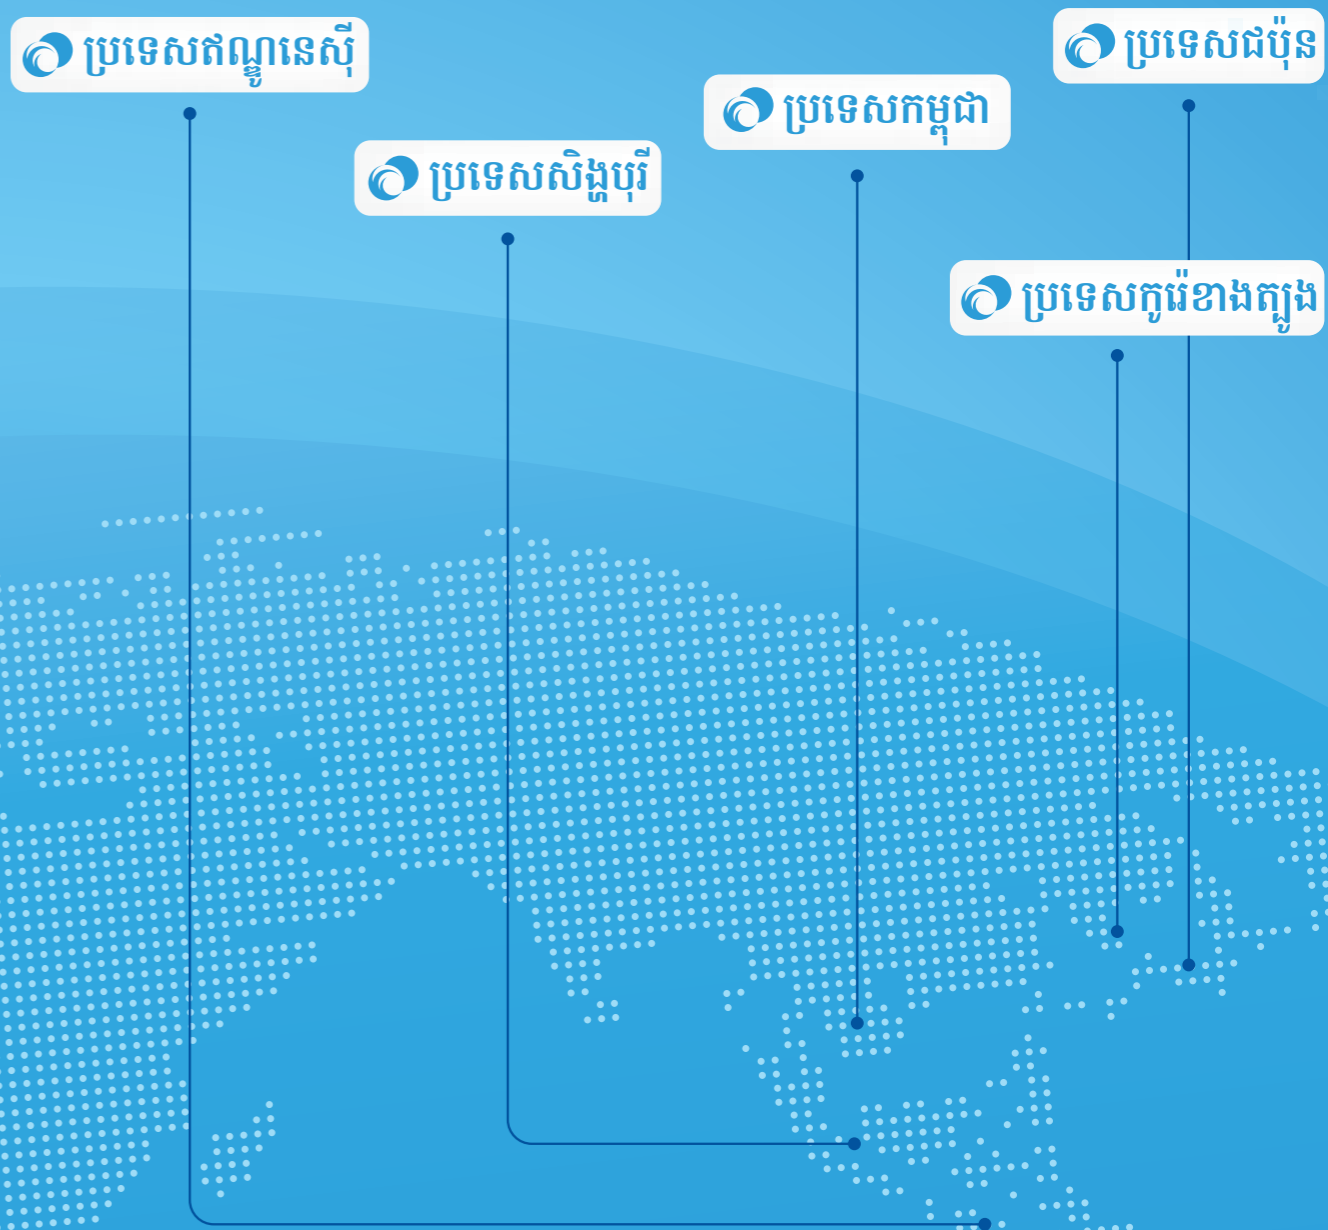 ប្រទេសឥណ្ឌូនេស៊ី
ប្រទេសសិង្ហបុរី
ប្រទេសកម្ពុជា
ប្រទេសជប៉ុន
ប្រទេសកូរ៉េខាងត្បូង